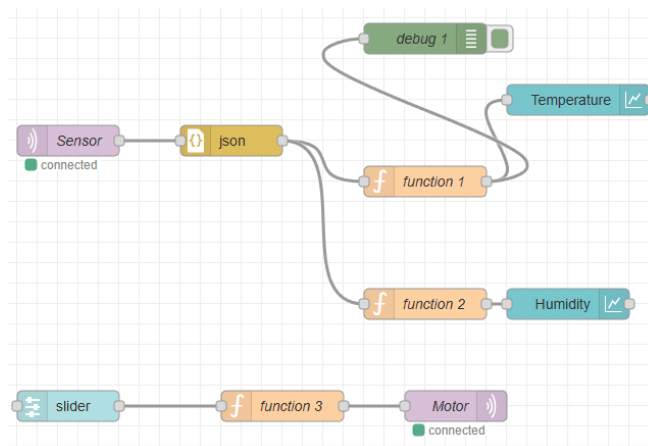 debug 1
Temperature
Sensor
json
connected
function 1
function 2
Humidity
slider
function 3
Motor
connected